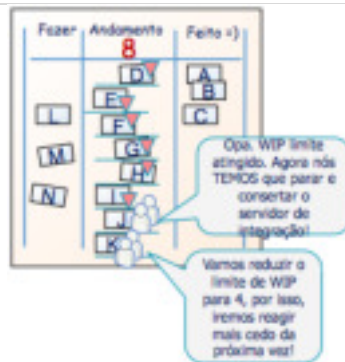 Fazer Andamento Feito =)
8
D
E
F
G
H
I
J
K
A
B
C
L
M
N
Opa. WIP limite
atingido. Agora nós
TEMOS que parar e
consertar o
servidor de
integração!
Vamos reduzir o
limite de WIP
para 4, por isso,
iremos reagir
mais cedo da
próxima vez!